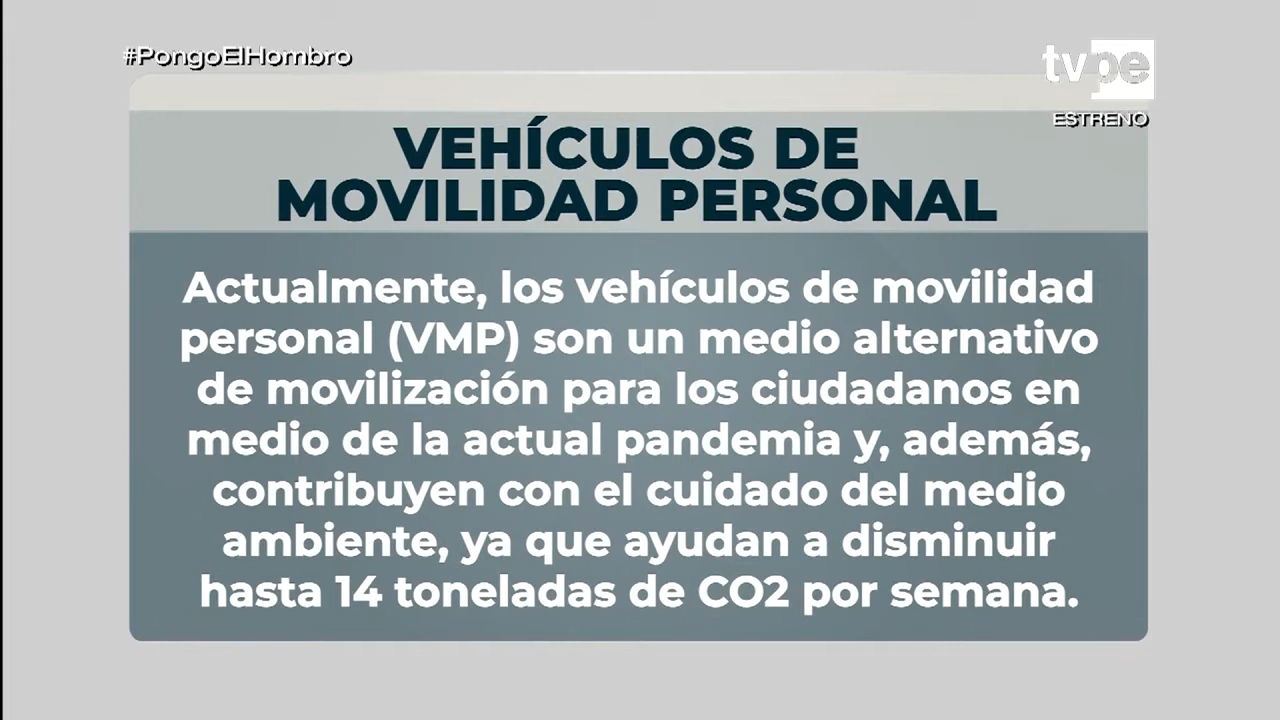 #PongoElHombro
tvpe
ESTRENO
VEHÍCULOS DE
MOVILIDAD PERSONAL
Actualmente, los vehículos de movilidad
personal (VMP) son un medio alternativo
de movilización para los ciudadanos en
medio de la actual pandemia y, además,
contribuyen con el cuidado del medio
ambiente, ya que ayudan a disminuir
hasta 14 toneladas de CO2 por semana.